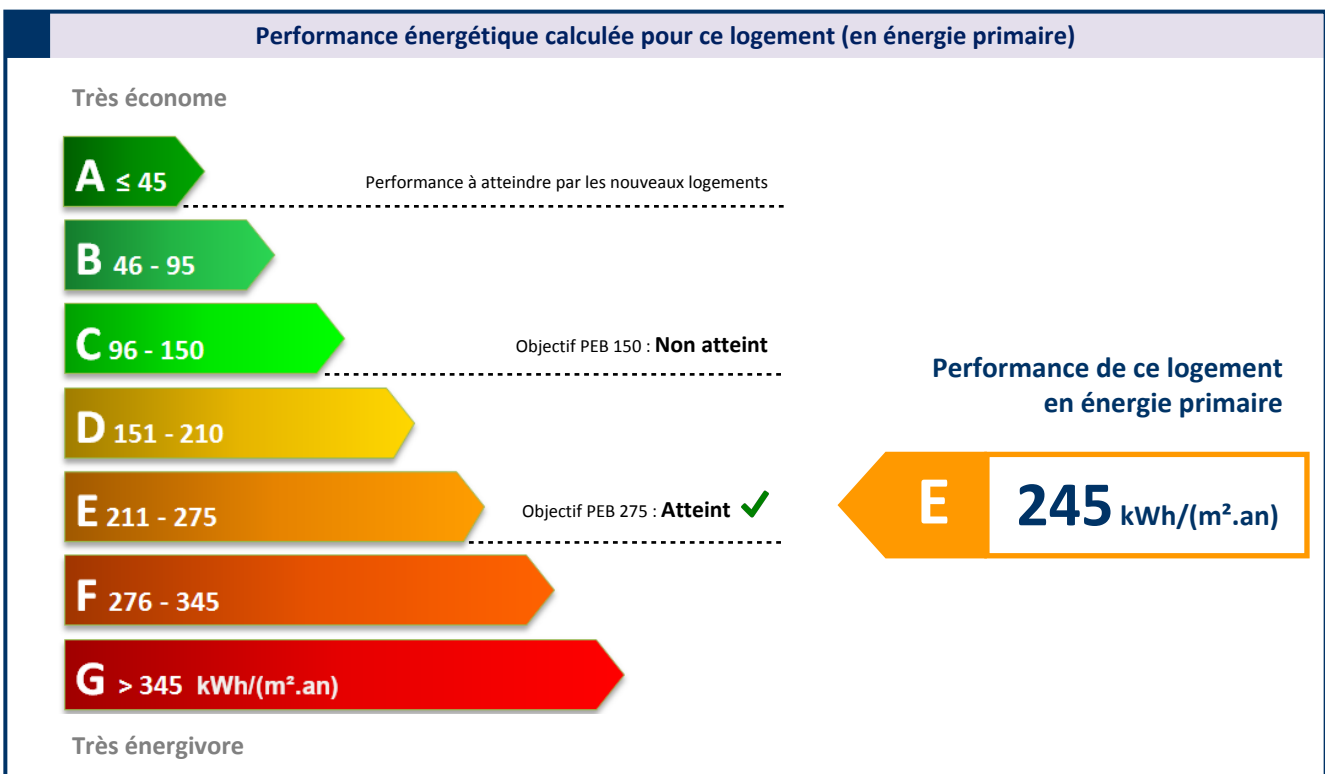 Performance énergétique calculée pour ce logement (en énergie primaire)
Très économe
A ≤ 45
Performance à atteindre par les nouveaux logements
B 46 - 95
C 96 - 150
Objectif PEB 150 : Non atteint
Performance de ce logement
en énergie primaire
D 151 - 210
E 211 - 275
Objectif PEB 275 : Atteint ✓
E 245 kWh/(m².an)
F 276 - 345
G > 345 kWh/(m².an)
Très énergivore